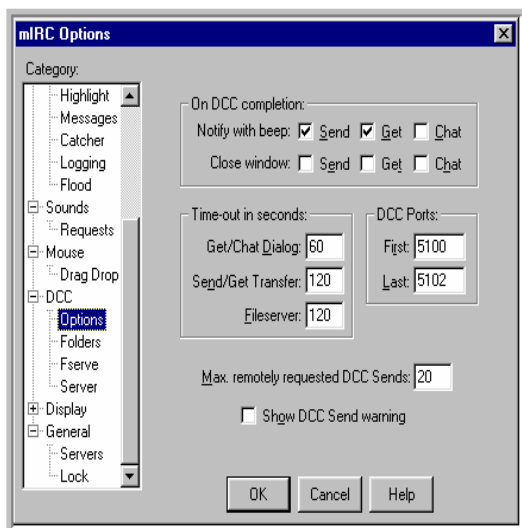 mIRC Options
Category:
Highlight
Messages
Catcher
Logging
Flood
Sounds
Requests
Mouse
Drag Drop
DCC
Options
Folders
Fserve
Server
Display
General
Servers
Lock
On DCC completion:
Notify with beep: Send Get Chat
Close window: Send Get Chat
Time-out in seconds:
Get/Chat Dialog: 60
Send/Get Transfer: 120
Fileserver: 120
DCC Ports:
First: 5100
Last: 5102
Max. remotely requested DCC Sends: 20
Show DCC Send warning
OK Cancel Help